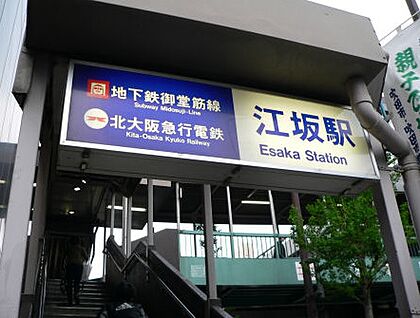 地下鉄御堂筋線
Subway Midosuji-Line
北大阪急行電鉄
Kita-Osaka Kyuko Railway
江坂駅
Esaka Station